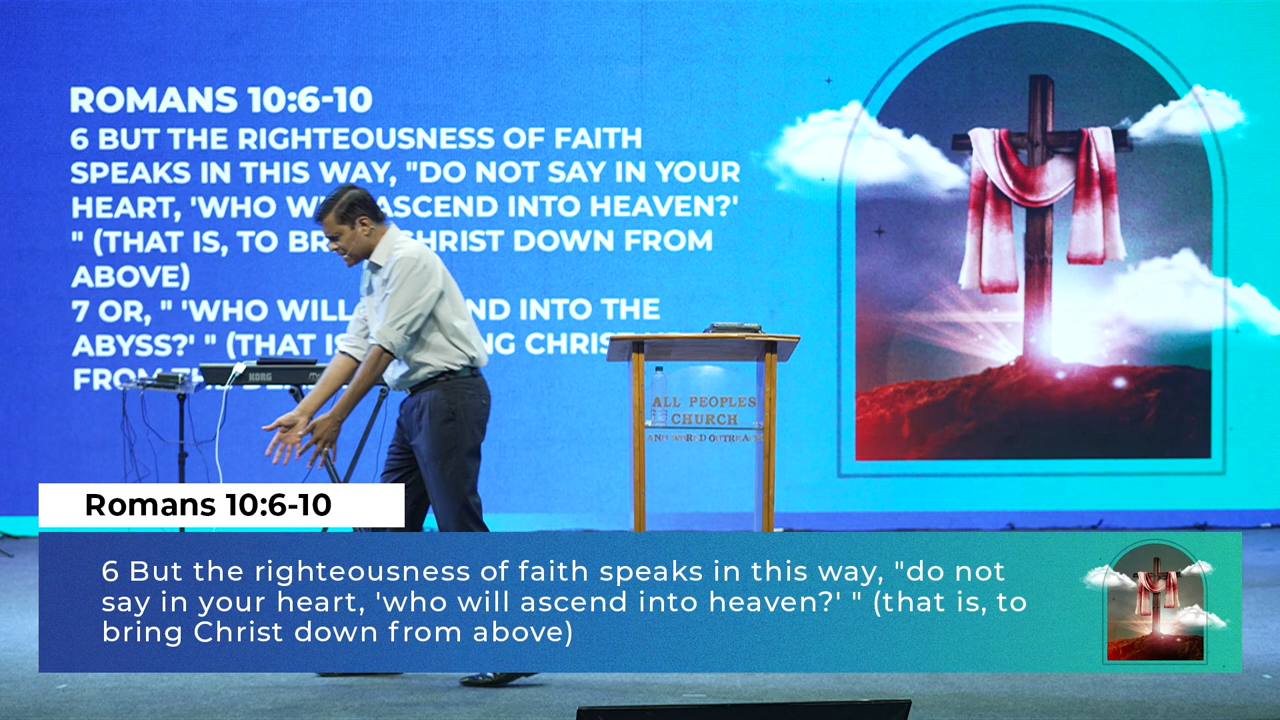 ROMANS 10:6-10
6 BUT THE RIGHTEOUSNESS OF FAITH
SPEAKS IN THIS WAY, "DO NOT SAY IN YOUR
HEART, 'WHO ASCEND INTO HEAVEN?'
" (THAT IS, TO CHRIST DOWN FROM
ABOVE)
7 OR, " 'WHO WILL INTO THE
ABYSS?' " (THAT
FROM
KORG
ALL PEOPLES
CHURCH
AND WORLD OUTREACH
Romans 10:6-10
6 But the righteousness of faith speaks in this way, "do not
say in your heart, 'who will ascend into heaven?' " (that is, to
bring Christ down from above)